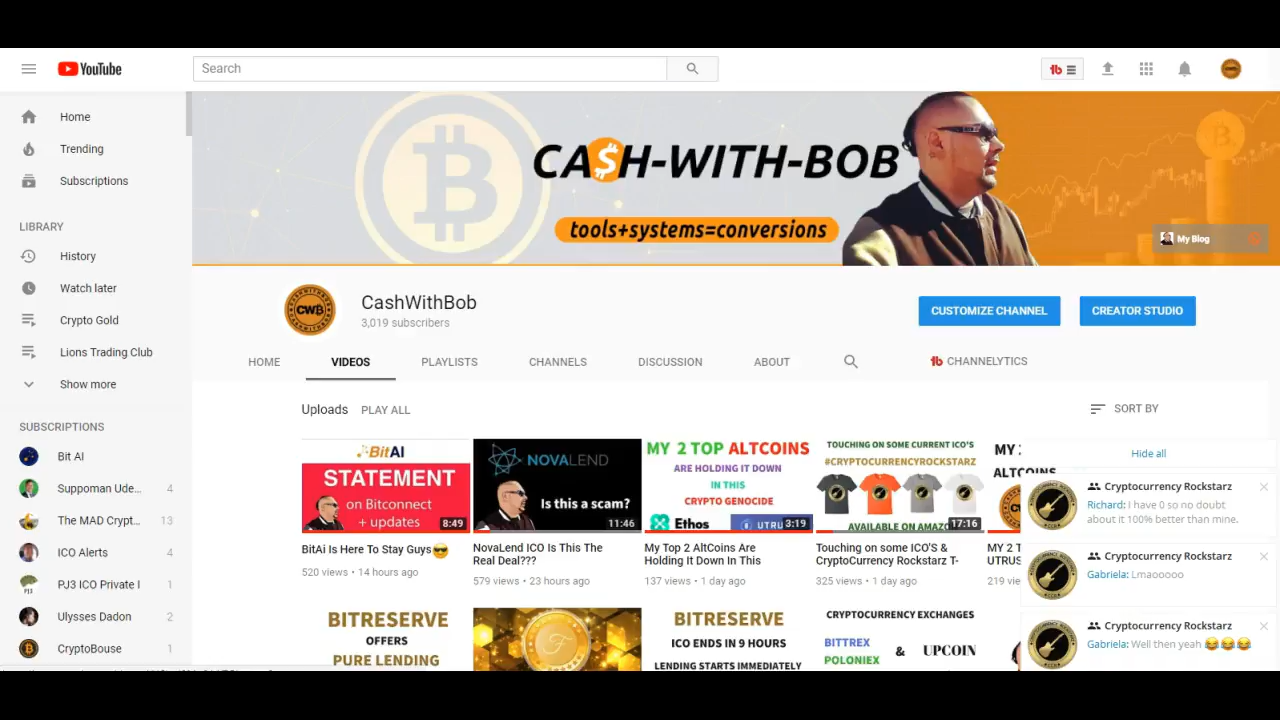 YouTube
Search
Home
Trending
Subscriptions
LIBRARY
History
Watch later
Crypto Gold
Lions Trading Club
Show more
SUBSCRIPTIONS
Bit AI
Suppoman Ude... 4
The MAD Crypt... 13
ICO Alerts 4
PJ3 ICO Private I 1
Ulysses Dadon 2
CryptoBouse 1
CA$H-WITH-BOB
tools+systems=conversions
My Blog
CWB
CashWithBob
3,019 subscribers
CUSTOMIZE CHANNEL
CREATOR STUDIO
HOME VIDEOS PLAYLISTS CHANNELS DISCUSSION ABOUT
CHANNELYTICS
Uploads PLAY ALL
SORT BY
BitAI
STATEMENT
on Bitconnect
+ updates
8:49
BitAi Is Here To Stay Guys
520 views • 14 hours ago
NOVALEND
Is this a scam?
11:46
NovaLend ICO Is This The
Real Deal???
579 views • 23 hours ago
MY 2 TOP ALTCOINS
ARE HOLDING IT DOWN
IN THIS
CRYPTO GENOCIDE
Ethos
UTRU
3:19
My Top 2 AltCoins Are
Holding It Down In This
137 views • 1 day ago
TOUCHING ON SOME CURRENT ICO'S
#CRYPTOCURRENCYROCKSTARZ
AVAILABLE ON AMAZO
17:16
Touching on some ICO'S &
CryptoCurrency RockStarz T-
325 views • 1 day ago
MY
ALTCOINS
MY T
UTRUS
219 vie
BITRESERVE
OFFERS
PURE LENDING
BITRESERVE
ICO ENDS IN 9 HOURS
LENDING STARTS IMMEDIATELY
CRYPTOCURRENCY EXCHANGES
BITTREX
POLONIEX
& UPCOIN
Hide all
Cryptocurrency Rockstarz
Richard: I have 0 so no doubt
about it 100% better than mine.
Cryptocurrency Rockstarz
Gabriela: Lmaooooo
Cryptocurrency Rockstarz
Gabriela: Well then yeah 😂😂😂